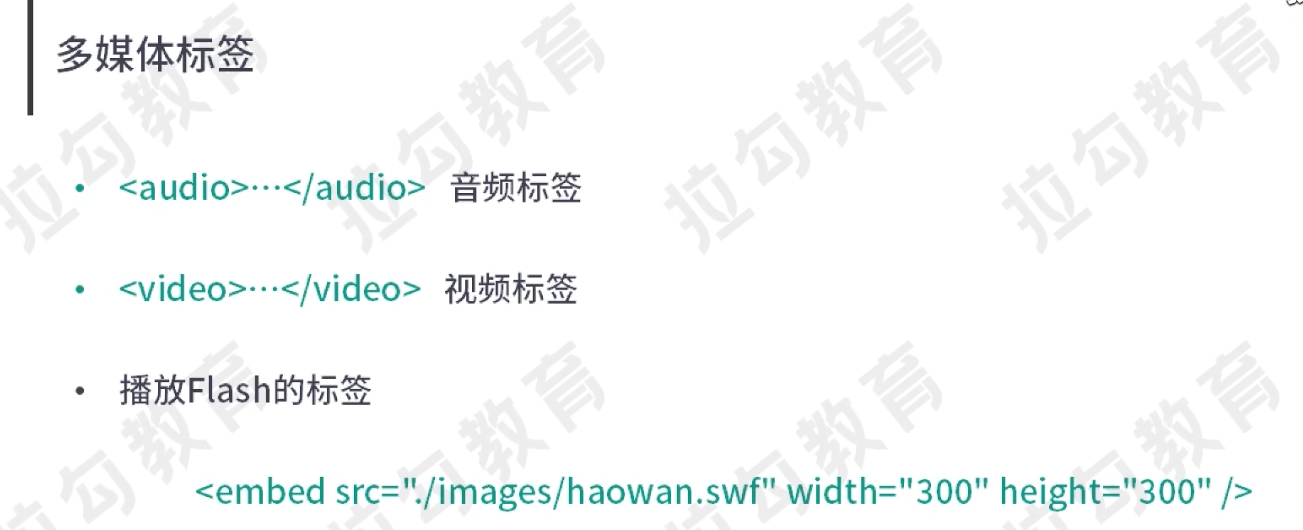 多媒体标签
• <audio>…</audio> 音频标签
• <video>…</video> 视频标签
• 播放Flash的标签
<embed src="./images/haowan.swf" width="300" height="300" />
拉勾教育
拉勾教育
拉勾教育
拉勾教育
拉勾教育
拉勾教育
拉勾教育
拉勾教育